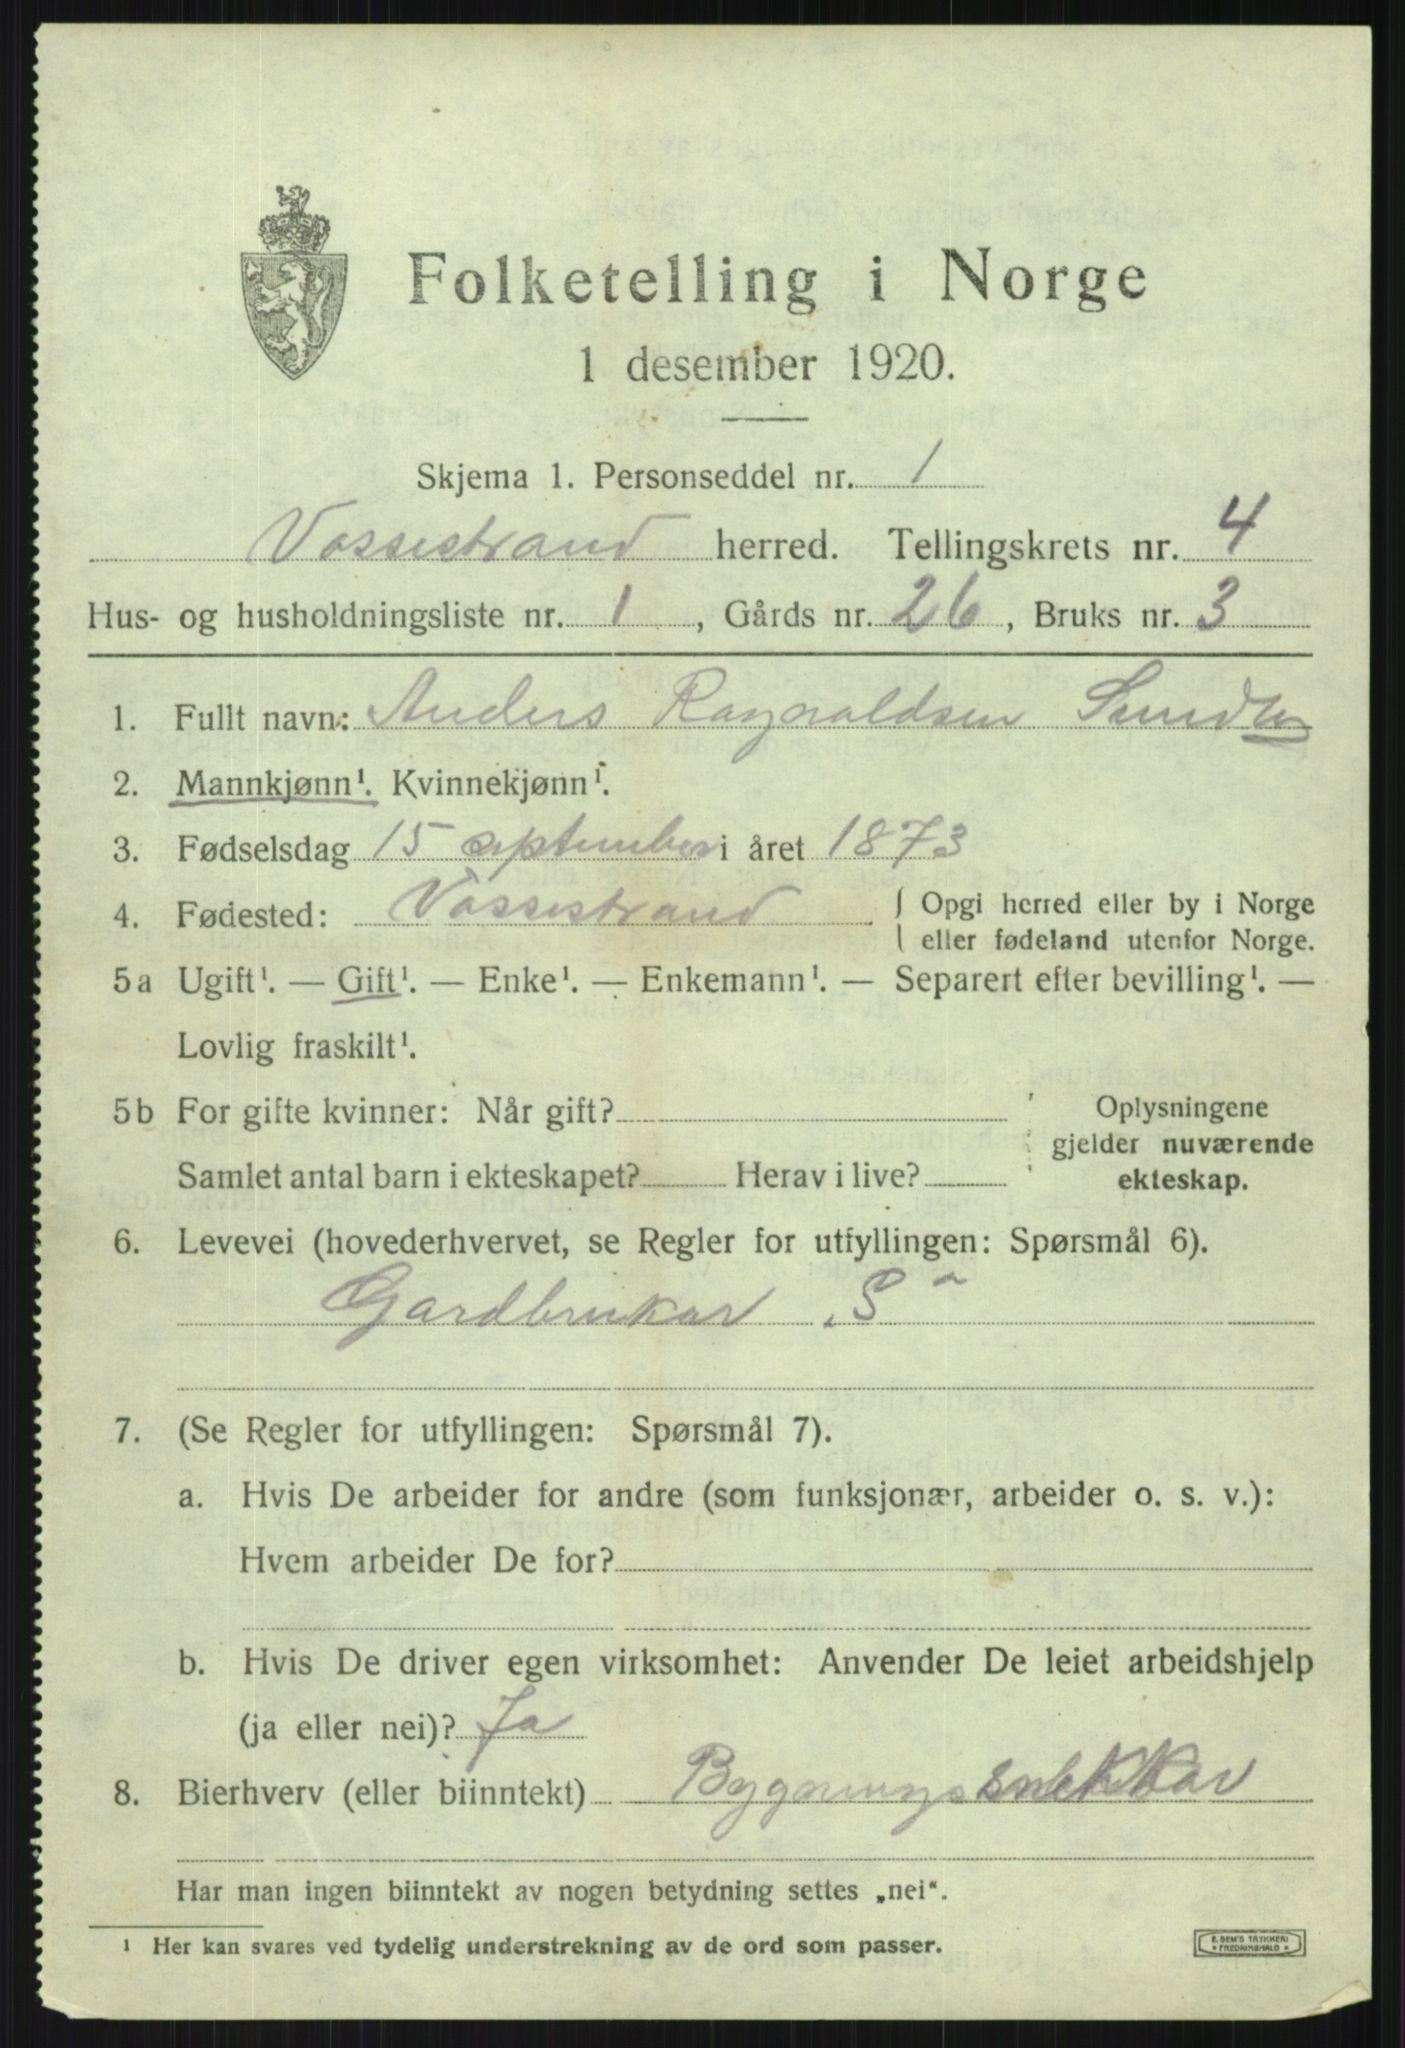 Folketelling i Norge
1 desember 1920.
Skjema 1. Personseddel nr. 1
Vossestrand herred. Tellingskrets nr. 4
Hus- og husholdningsliste nr. 1, Gårds nr. 26, Bruks nr. 3
1. Fullt navn: Anders Ragnaldsen
2. Mannkjønn¹. Kvinnekjønn¹.
3. Fødselsdag 15 september i året 1873
4. Fødested: Vossestrand { Opgi herred eller by i Norge
eller fødeland utenfor Norge.
5a Ugift¹. — Gift¹. — Enke¹. — Enkemann¹. — Separert efter bevilling¹. —
Lovlig fraskilt¹.
5b For gifte kvinner: Når gift? Oplysningene
gjelder nuværende
Samlet antal barn i ekteskapet? Herav i live? ekteskap.
6. Levevei (hovederhvervet, se Regler for utfyllingen: Spørsmål 6).
Gardbrukar „S"
7. (Se Regler for utfyllingen: Spørsmål 7).
a. Hvis De arbeider for andre (som funksjonær, arbeider o. s. v.):
Hvem arbeider De for?
b. Hvis De driver egen virksomhet: Anvender De leiet arbeidshjelp
(ja eller nei)? Ja
8. Bierhverv (eller biinntekt) Bygningssnekkar
Har man ingen biinntekt av nogen betydning settes „nei“.
¹ Her kan svares ved tydelig understrekning av de ord som passer.
E. SEM'S TRYKKERI
FREDRIKSHALD